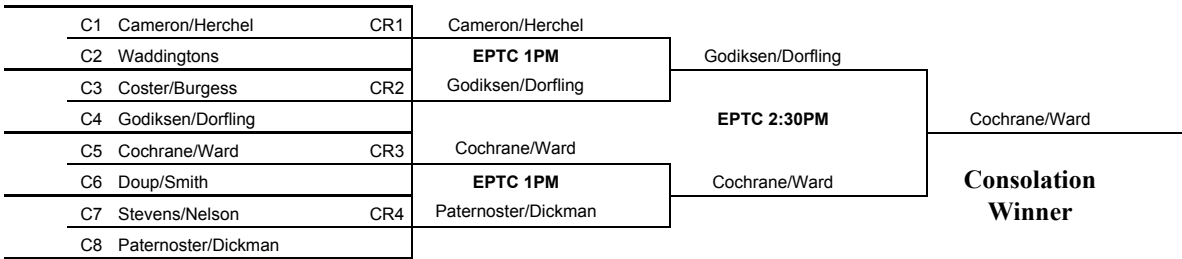 C1 Cameron/Herchel CR1 Cameron/Herchel
C2 Waddingtons EPTC 1PM Godiksen/Dorfling
C3 Coster/Burgess CR2 Godiksen/Dorfling
C4 Godiksen/Dorfling EPTC 2:30PM Cochrane/Ward
C5 Cochrane/Ward CR3 Cochrane/Ward
C6 Doup/Smith EPTC 1PM Cochrane/Ward Consolation
C7 Stevens/Nelson CR4 Paternoster/Dickman Winner
C8 Paternoster/Dickman